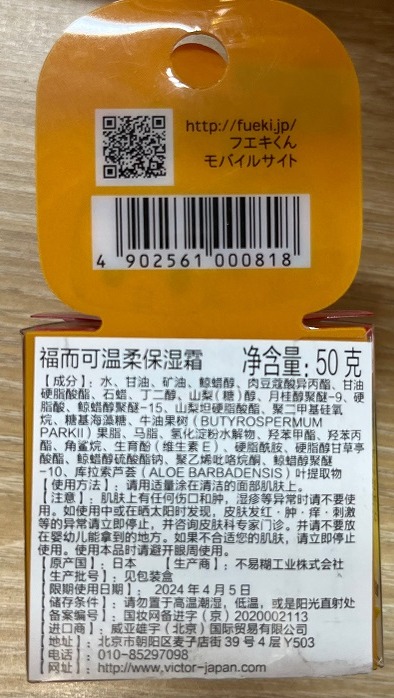 http://fueki.jp/
フエキくん
モバイルサイト
4 902561 000818
福而可温柔保湿霜 净含量:50克
【成分】:水、甘油、矿油、鲸蜡醇、肉豆蔻酸异丙酯、甘油
硬脂酸酯、石蜡、丁二醇、山梨(糖)醇、月桂醇聚醚-9、硬
脂酸、鲸蜡醇聚醚-15、山梨坦硬脂酸酯、聚二甲基硅氧
烷、糖基海藻糖、牛油果树(BUTYROSPERMUM
PARKII)果脂、马脂、氢化淀粉水解物、羟苯甲酯、羟苯丙
酯、角鲨烷、生育酚(维生素E)、硬脂酰胺、硬脂醇甘草亭
酸酯、鲸蜡醇硫酸酯钠、聚乙烯吡咯烷酮、鲸蜡醇聚醚
-10、库拉索芦荟(ALOE BARBADENSIS)叶提取物
【使用方法】:请用适量涂在清洁的面部肌肤上。
【注意】:肌肤上有任何伤口和肿，湿疹等异常时请不要使
用。如使用中或在晒太阳时发现，皮肤发红·肿·痒·刺激
等的异常请立即停止，并咨询皮肤科专家门诊。并请不要放
在婴幼儿能拿到的地方。如果不合适您的肌肤，请立即停止
使用。使用本品时请避开眼周使用。
【原产国】:日本 【生产商】:不易糊工业株式会社
【生产批号】:见包装盒
【限期使用日期】: 2024年4月5日
【储存条件】:请勿置于高温潮湿，低温，或是阳光直射处
【备案编号】:国妆网备进字(京)2020002113
【进口商】:威亚雄字(北京)国际贸易有限公司
【地址】:北京市朝阳区麦子店街39号4层Y503
【电话】:010-85297098
【网址】:http://www.victor-japan.com